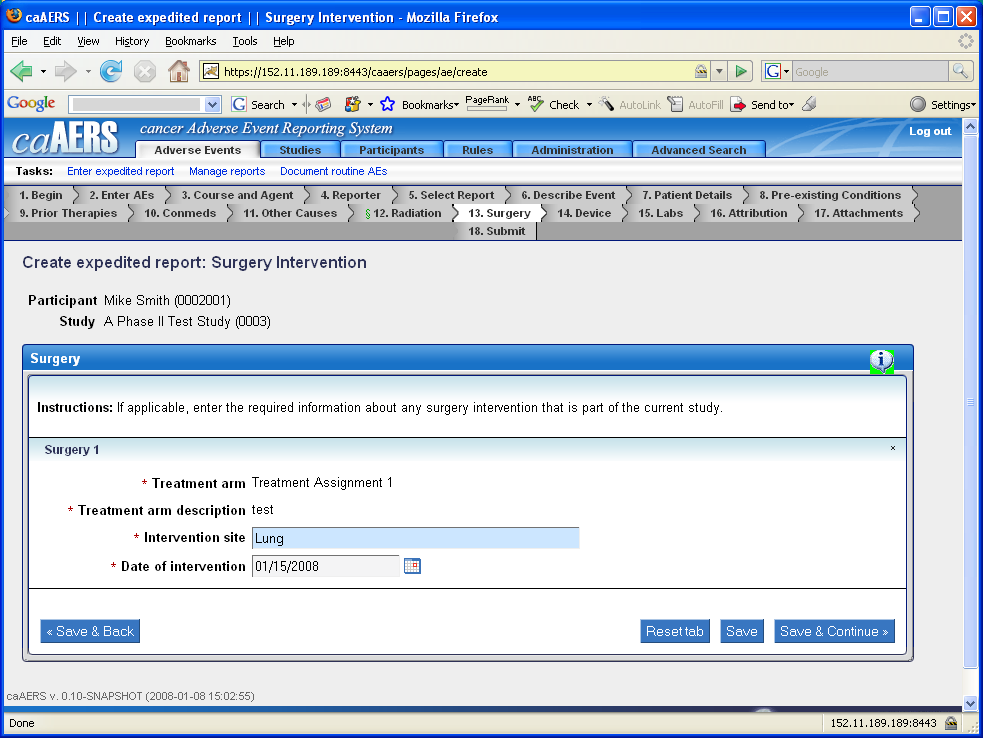 caAERS || Create expedited report || Surgery Intervention - Mozilla Firefox
File Edit View History Bookmarks Tools Help
https://152.11.189.189:8443/caaers/pages/ae/create
G Google
Google G Search Bookmarks PageRank ABC Check AutoLink AutoFill Send to Settings
caAERS cancer Adverse Event Reporting System Log out
Adverse Events Studies Participants Rules Administration Advanced Search
Tasks: Enter expedited report Manage reports Document routine AEs
1. Begin 2. Enter AEs 3. Course and Agent 4. Reporter 5. Select Report 6. Describe Event 7. Patient Details 8. Pre-existing Conditions
9. Prior Therapies 10. Conmeds 11. Other Causes § 12. Radiation 13. Surgery 14. Device 15. Labs 16. Attribution 17. Attachments
18. Submit
Create expedited report: Surgery Intervention
Participant Mike Smith (0002001)
Study A Phase II Test Study (0003)
Surgery i
Instructions: If applicable, enter the required information about any surgery intervention that is part of the current study.
Surgery 1 ×
* Treatment arm Treatment Assignment 1
* Treatment arm description test
* Intervention site Lung
* Date of intervention 01/15/2008
« Save & Back Reset tab Save Save & Continue »
caAERS v. 0.10-SNAPSHOT (2008-01-08 15:02:55)
Done 152.11.189.189:8443